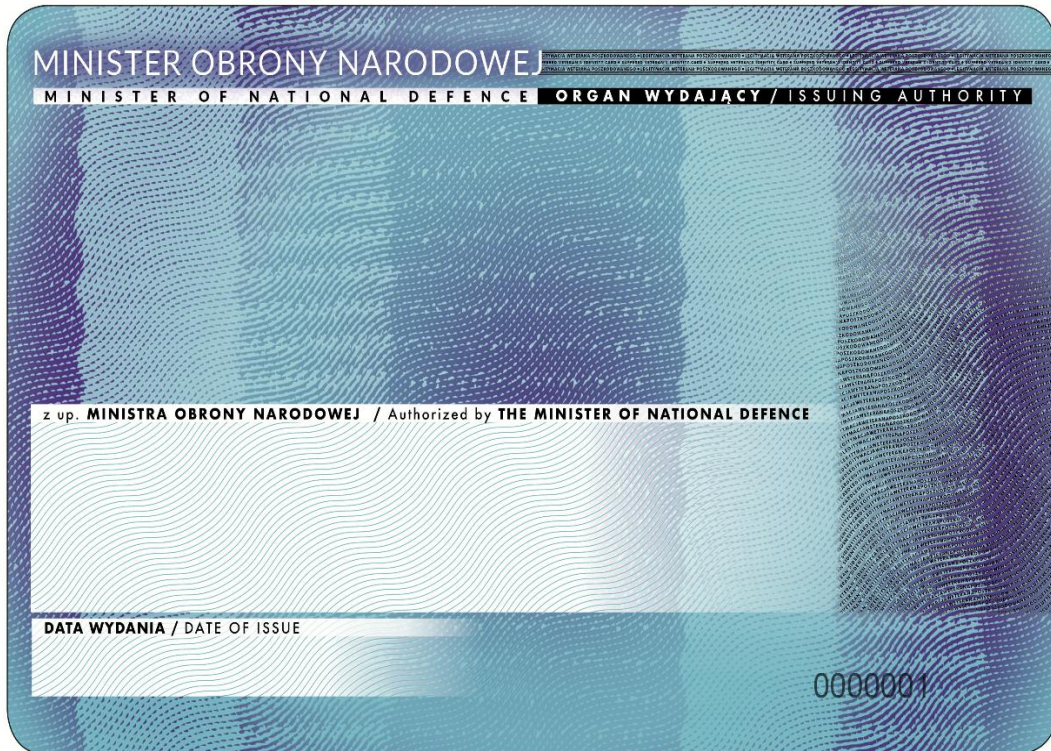 MINISTER OBRONY NARODOWEJ
MINISTER OF NATIONAL DEFENCE ORGAN WYDAJĄCY / ISSUING AUTHORITY
z up. MINISTRA OBRONY NARODOWEJ / Authorized by THE MINISTER OF NATIONAL DEFENCE
DATA WYDANIA / DATE OF ISSUE
0000001